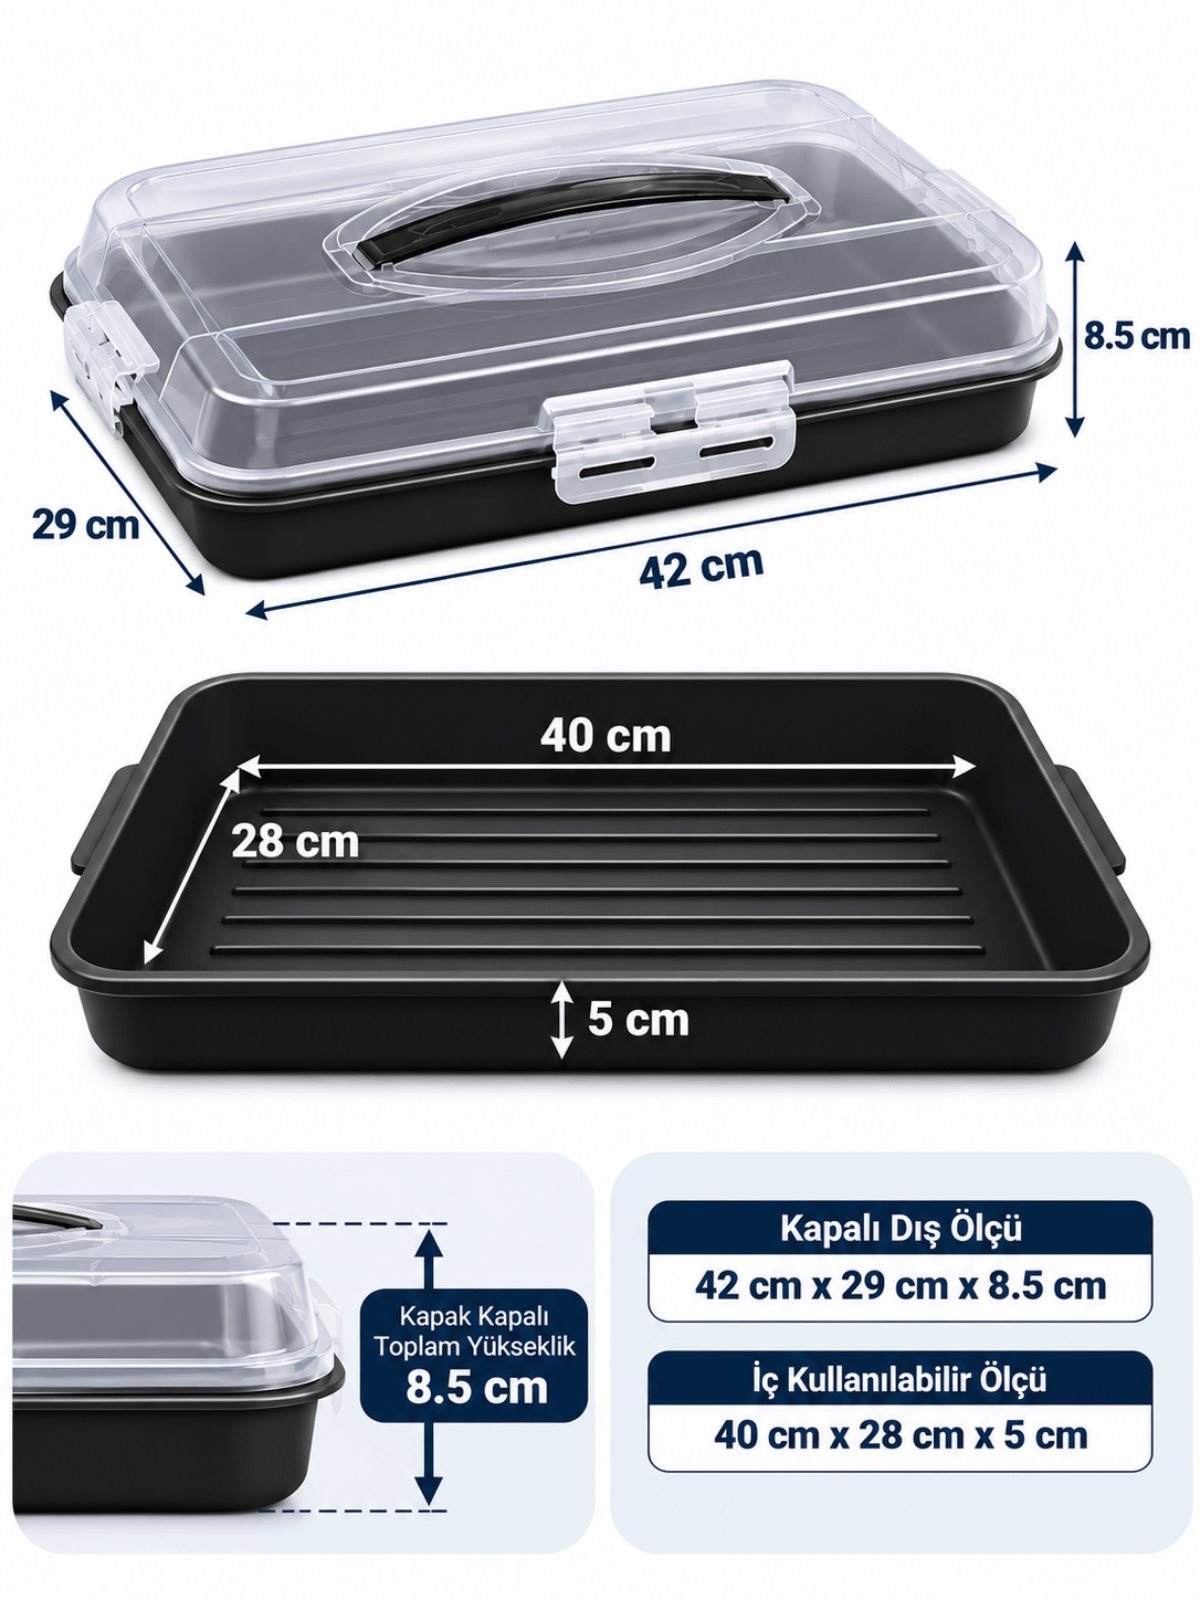 8.5 cm
29 cm
42 cm
40 cm
28 cm
5 cm
Kapak Kapalı
Toplam Yükseklik
8.5 cm
Kapalı Dış Ölçü
42 cm x 29 cm x 8.5 cm
İç Kullanılabilir Ölçü
40 cm x 28 cm x 5 cm